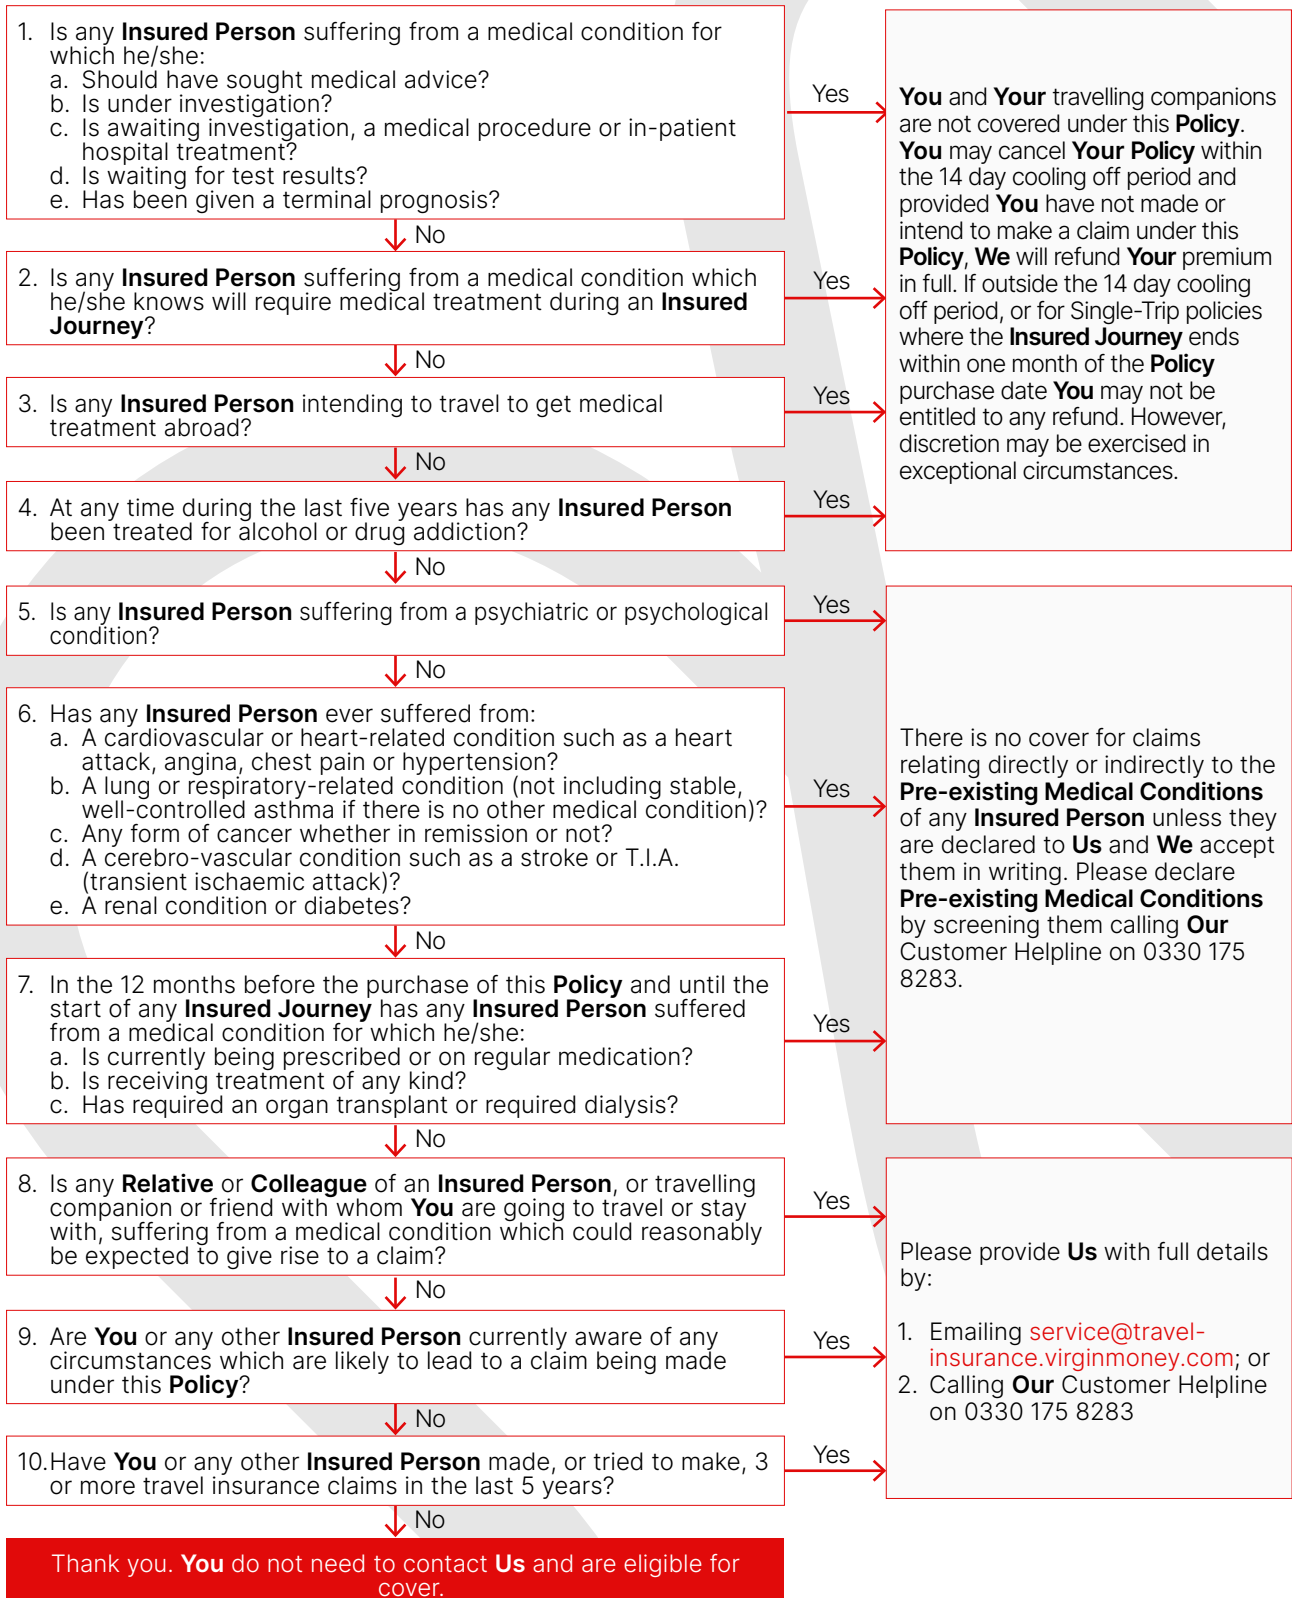 1. Is any Insured Person suffering from a medical condition for
which he/she:
a. Should have sought medical advice?
b. Is under investigation?
c. Is awaiting investigation, a medical procedure or in-patient
hospital treatment?
d. Is waiting for test results?
e. Has been given a terminal prognosis?
Yes
No
2. Is any Insured Person suffering from a medical condition which
he/she knows will require medical treatment during an Insured
Journey?
Yes
No
3. Is any Insured Person intending to travel to get medical
treatment abroad?
Yes
No
4. At any time during the last five years has any Insured Person
been treated for alcohol or drug addiction?
Yes
No
You and Your travelling companions
are not covered under this Policy.
You may cancel Your Policy within
the 14 day cooling off period and
provided You have not made or
intend to make a claim under this
Policy, We will refund Your premium
in full. If outside the 14 day cooling
off period, or for Single-Trip policies
where the Insured Journey ends
within one month of the Policy
purchase date You may not be
entitled to any refund. However,
discretion may be exercised in
exceptional circumstances.
5. Is any Insured Person suffering from a psychiatric or psychological
condition?
Yes
No
6. Has any Insured Person ever suffered from:
a. A cardiovascular or heart-related condition such as a heart
attack, angina, chest pain or hypertension?
b. A lung or respiratory-related condition (not including stable,
well-controlled asthma if there is no other medical condition)?
c. Any form of cancer whether in remission or not?
d. A cerebro-vascular condition such as a stroke or T.I.A.
(transient ischaemic attack)?
e. A renal condition or diabetes?
Yes
No
7. In the 12 months before the purchase of this Policy and until the
start of any Insured Journey has any Insured Person suffered
from a medical condition for which he/she:
a. Is currently being prescribed or on regular medication?
b. Is receiving treatment of any kind?
c. Has required an organ transplant or required dialysis?
Yes
No
There is no cover for claims
relating directly or indirectly to the
Pre-existing Medical Conditions
of any Insured Person unless they
are declared to Us and We accept
them in writing. Please declare
Pre-existing Medical Conditions
by screening them calling Our
Customer Helpline on 0330 175
8283.
8. Is any Relative or Colleague of an Insured Person, or travelling
companion or friend with whom You are going to travel or stay
with, suffering from a medical condition which could reasonably
be expected to give rise to a claim?
Yes
No
9. Are You or any other Insured Person currently aware of any
circumstances which are likely to lead to a claim being made
under this Policy?
Yes
No
10.Have You or any other Insured Person made, or tried to make, 3
or more travel insurance claims in the last 5 years?
Yes
No
Please provide Us with full details
by:
1. Emailing service@travel-
insurance.virginmoney.com; or
2. Calling Our Customer Helpline
on 0330 175 8283
Thank you. You do not need to contact Us and are eligible for
cover.